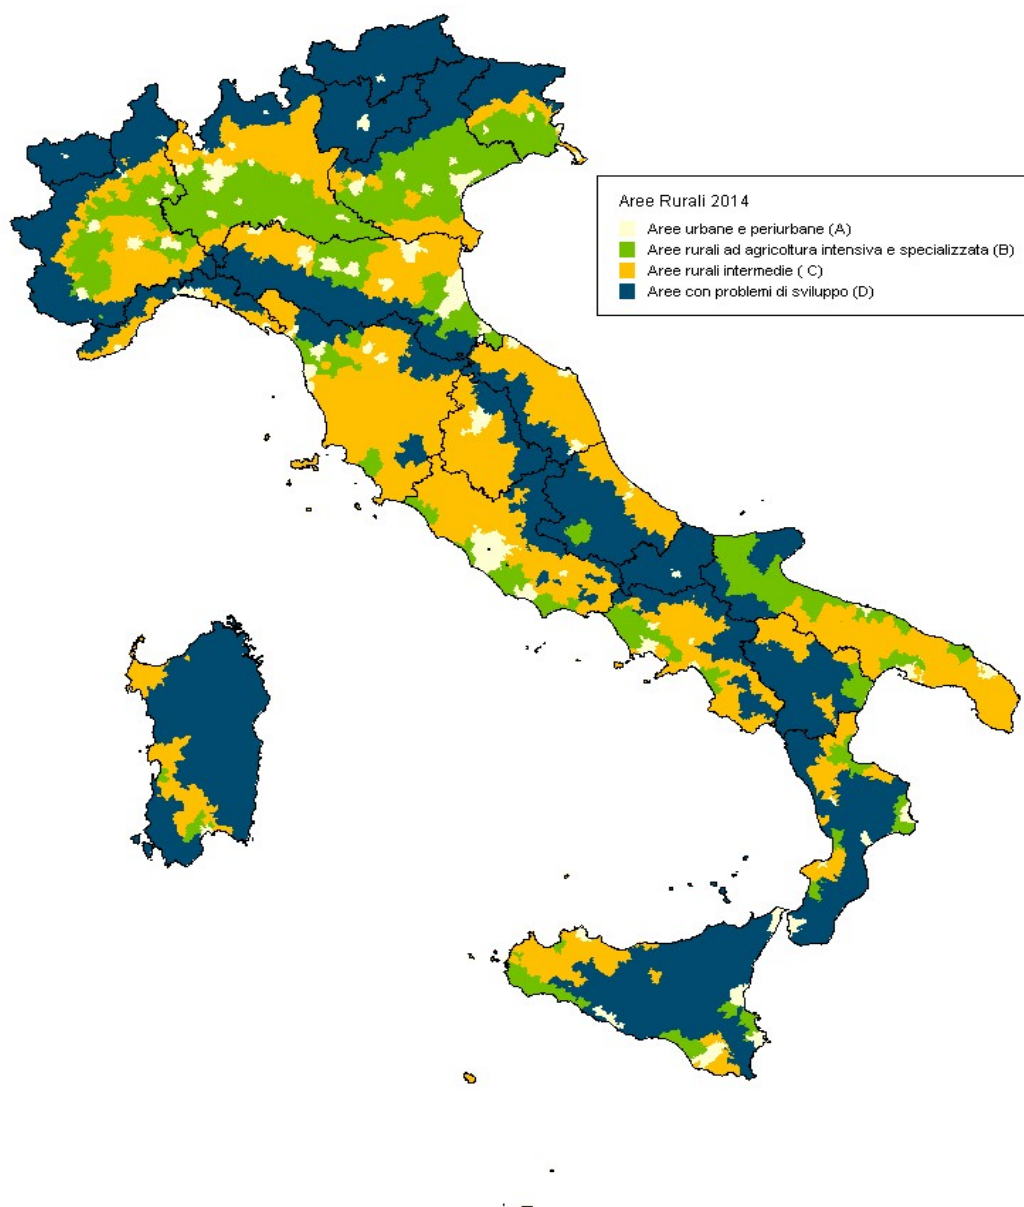 Aree Rurali 2014
Aree urbane e periurbane (A)
Aree rurali ad agricoltura intensiva e specializzata (B)
Aree rurali intermedie ( C)
Aree con problemi di sviluppo (D)